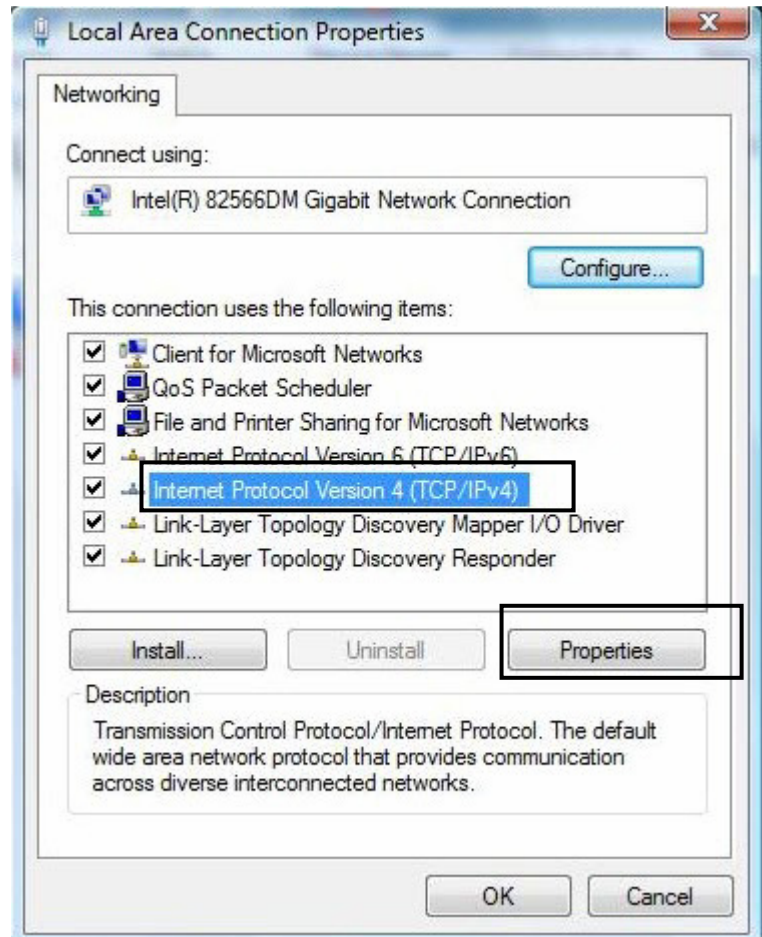 Local Area Connection Properties
Networking
Connect using:
Intel(R) 82566DM Gigabit Network Connection
Configure...
This connection uses the following items:
Client for Microsoft Networks
QoS Packet Scheduler
File and Printer Sharing for Microsoft Networks
Internet Protocol Version 6 (TCP/IPv6)
Internet Protocol Version 4 (TCP/IPv4)
Link-Layer Topology Discovery Mapper I/O Driver
Link-Layer Topology Discovery Responder
Install... Uninstall Properties
Description
Transmission Control Protocol/Internet Protocol. The default
wide area network protocol that provides communication
across diverse interconnected networks.
OK Cancel